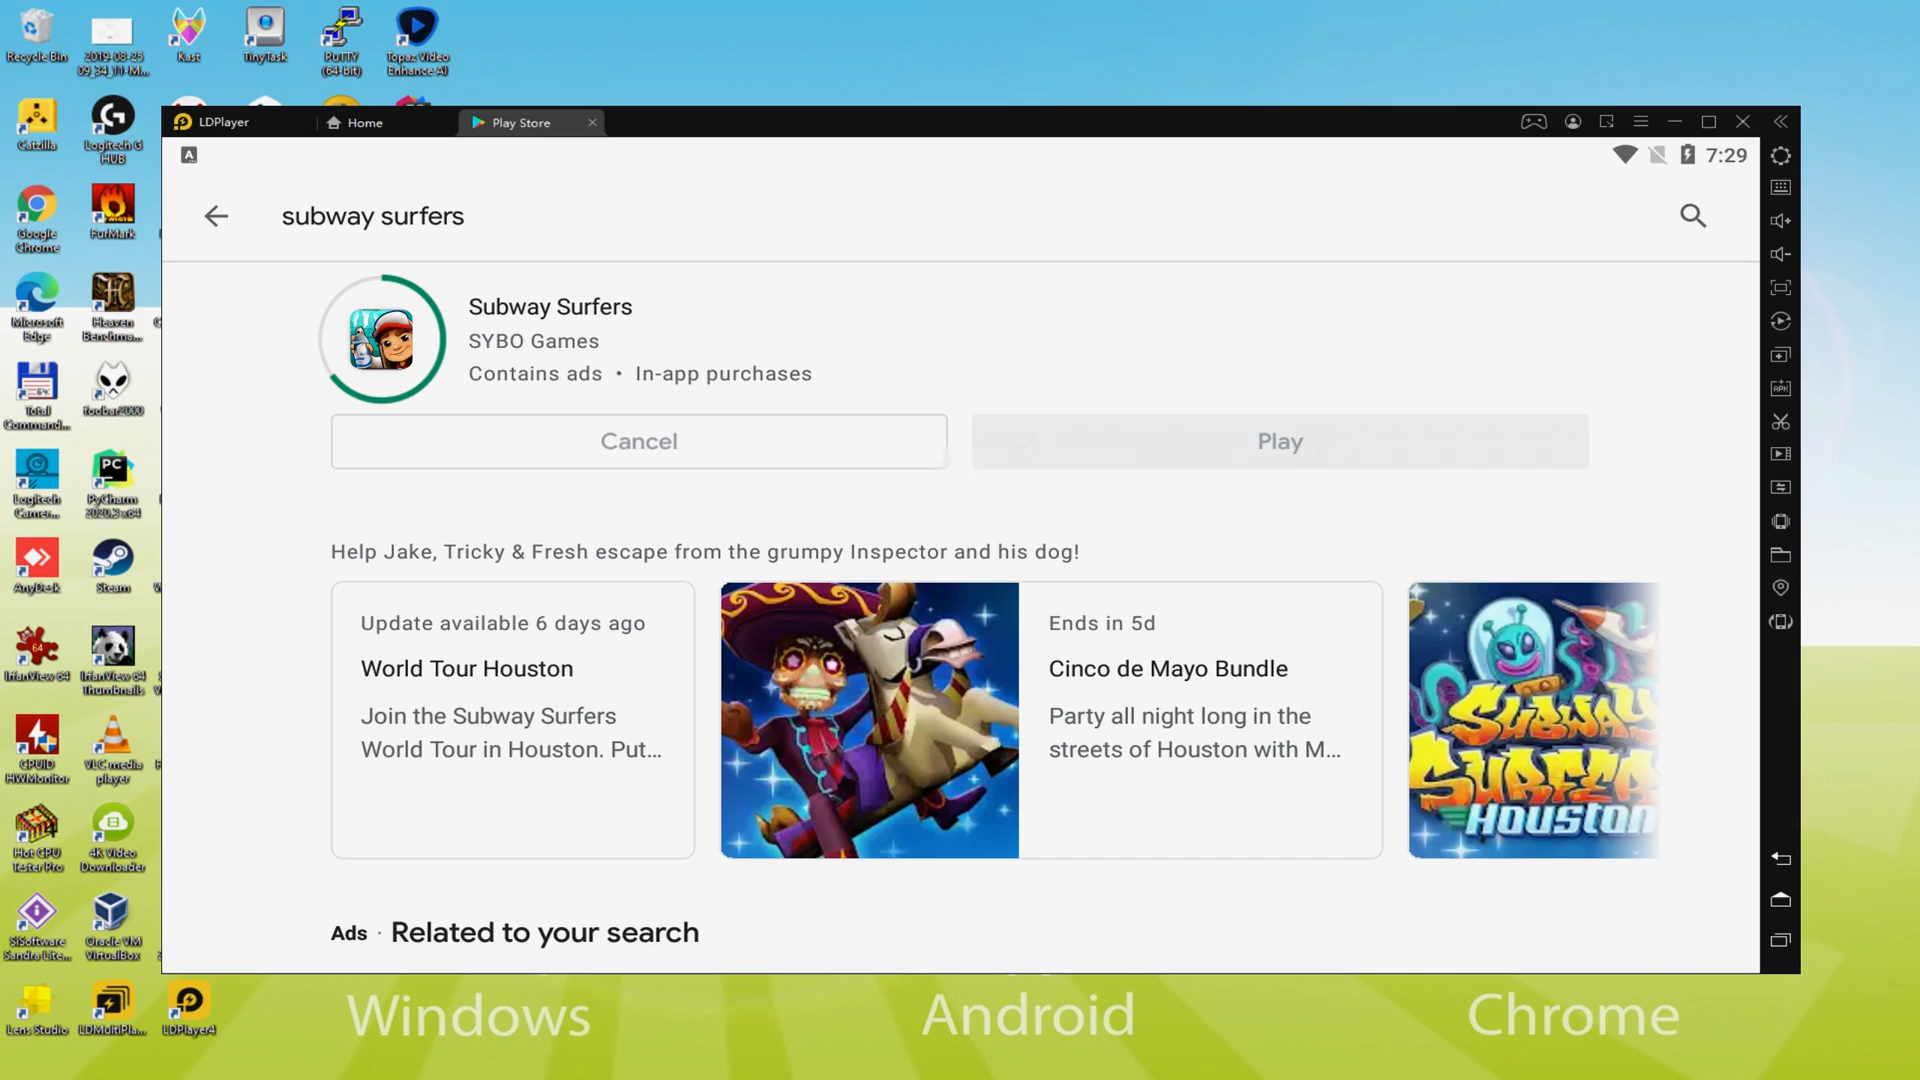 Recycle Bin
2019-08-25
09_34_11-M...
Kast
TinyTask
PuTTY
(64-bit)
Topaz Video
Enhance AI
Catzilla
Logitech G
HUB
Google
Chrome
FurMark
Microsoft
Edge
Heaven
Benchma...
Total
Command...
foobar2000
Logitech
Camer...
PyCharm
2020.3 x64
AnyDesk
Steam
IrfanView 64
IrfanView 64
Thumbnails
CPUID
HWMonitor
VLC media
player
Hot CPU
Tester Pro
4K Video
Downloader
SiSoftware
Sandra Lite...
Oracle VM
VirtualBox
Lens Studio
LDMultiPla...
LDPlayer4
LDPlayer
Home
Play Store
A
7:29
subway surfers
Subway Surfers
SYBO Games
Contains ads • In-app purchases
Cancel
Play
Help Jake, Tricky & Fresh escape from the grumpy Inspector and his dog!
Update available 6 days ago
World Tour Houston
Join the Subway Surfers
World Tour in Houston. Put...
Ends in 5d
Cinco de Mayo Bundle
Party all night long in the
streets of Houston with M...
SUBWAY
SURFER
HOUSTON
Ads · Related to your search
APK
Windows
Android
Chrome